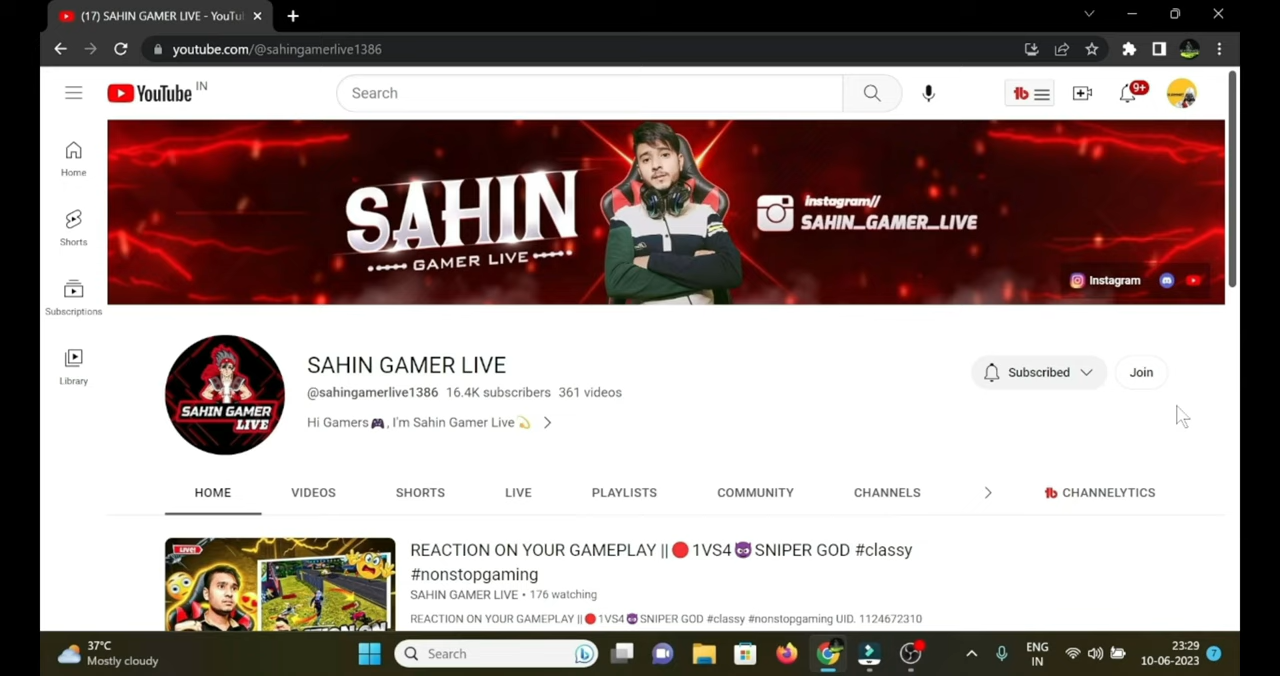 (17) SAHIN GAMER LIVE - YouTu
youtube.com/@sahingamerlive1386
YouTube IN
Search
9+
Home
Shorts
Subscriptions
Library
SAHIN
GAMER LIVE
instagram//
SAHIN_GAMER_LIVE
Instagram
SAHIN GAMER
LIVE
SAHIN GAMER LIVE
@sahingamerlive1386 16.4K subscribers 361 videos
Hi Gamers🎮, I'm Sahin Gamer Live💫
Subscribed
Join
HOME VIDEOS SHORTS LIVE PLAYLISTS COMMUNITY CHANNELS CHANNELYTICS
LIVE!
REACTION ON YOUR GAMEPLAY ||🔴1VS4😈SNIPER GOD #classy
#nonstopgaming
SAHIN GAMER LIVE • 176 watching
REACTION ON YOUR GAMEPLAY ||🔴1VS4😈SNIPER GOD #classy #nonstopgaming UID. 1124672310
37°C
Mostly cloudy
Search
ENG
IN
23:29
10-06-2023
7